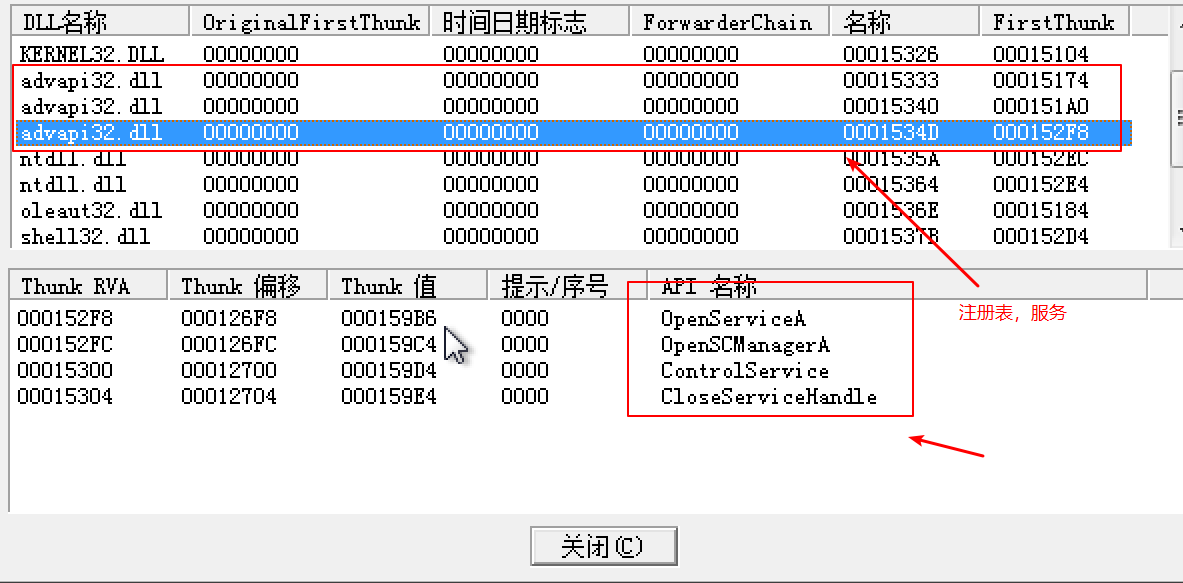 DLL名称 OriginalFirstThunk 时间日期标志 ForwarderChain 名称 FirstThunk
KERNEL32.DLL 00000000 00000000 00000000 00015326 00015104
advapi32.dll 00000000 00000000 00000000 00015333 00015174
advapi32.dll 00000000 00000000 00000000 00015340 000151A0
advapi32.dll 00000000 00000000 00000000 0001534D 000152F8
ntdll.dll 00000000 00000000 00000000 0001535A 000152EC
ntdll.dll 00000000 00000000 00000000 00015364 000152E4
oleaut32.dll 00000000 00000000 00000000 0001536E 00015184
shell32.dll 00000000 00000000 00000000 0001537B 000152D4
Thunk RVA Thunk 偏移 Thunk 值 提示/序号 API 名称
000152F8 000126F8 000159B6 0000 OpenServiceA
000152FC 000126FC 000159C4 0000 OpenSCManagerA
00015300 00012700 000159D4 0000 ControlService
00015304 00012704 000159E4 0000 CloseServiceHandle
注册表，服务
关闭(C)